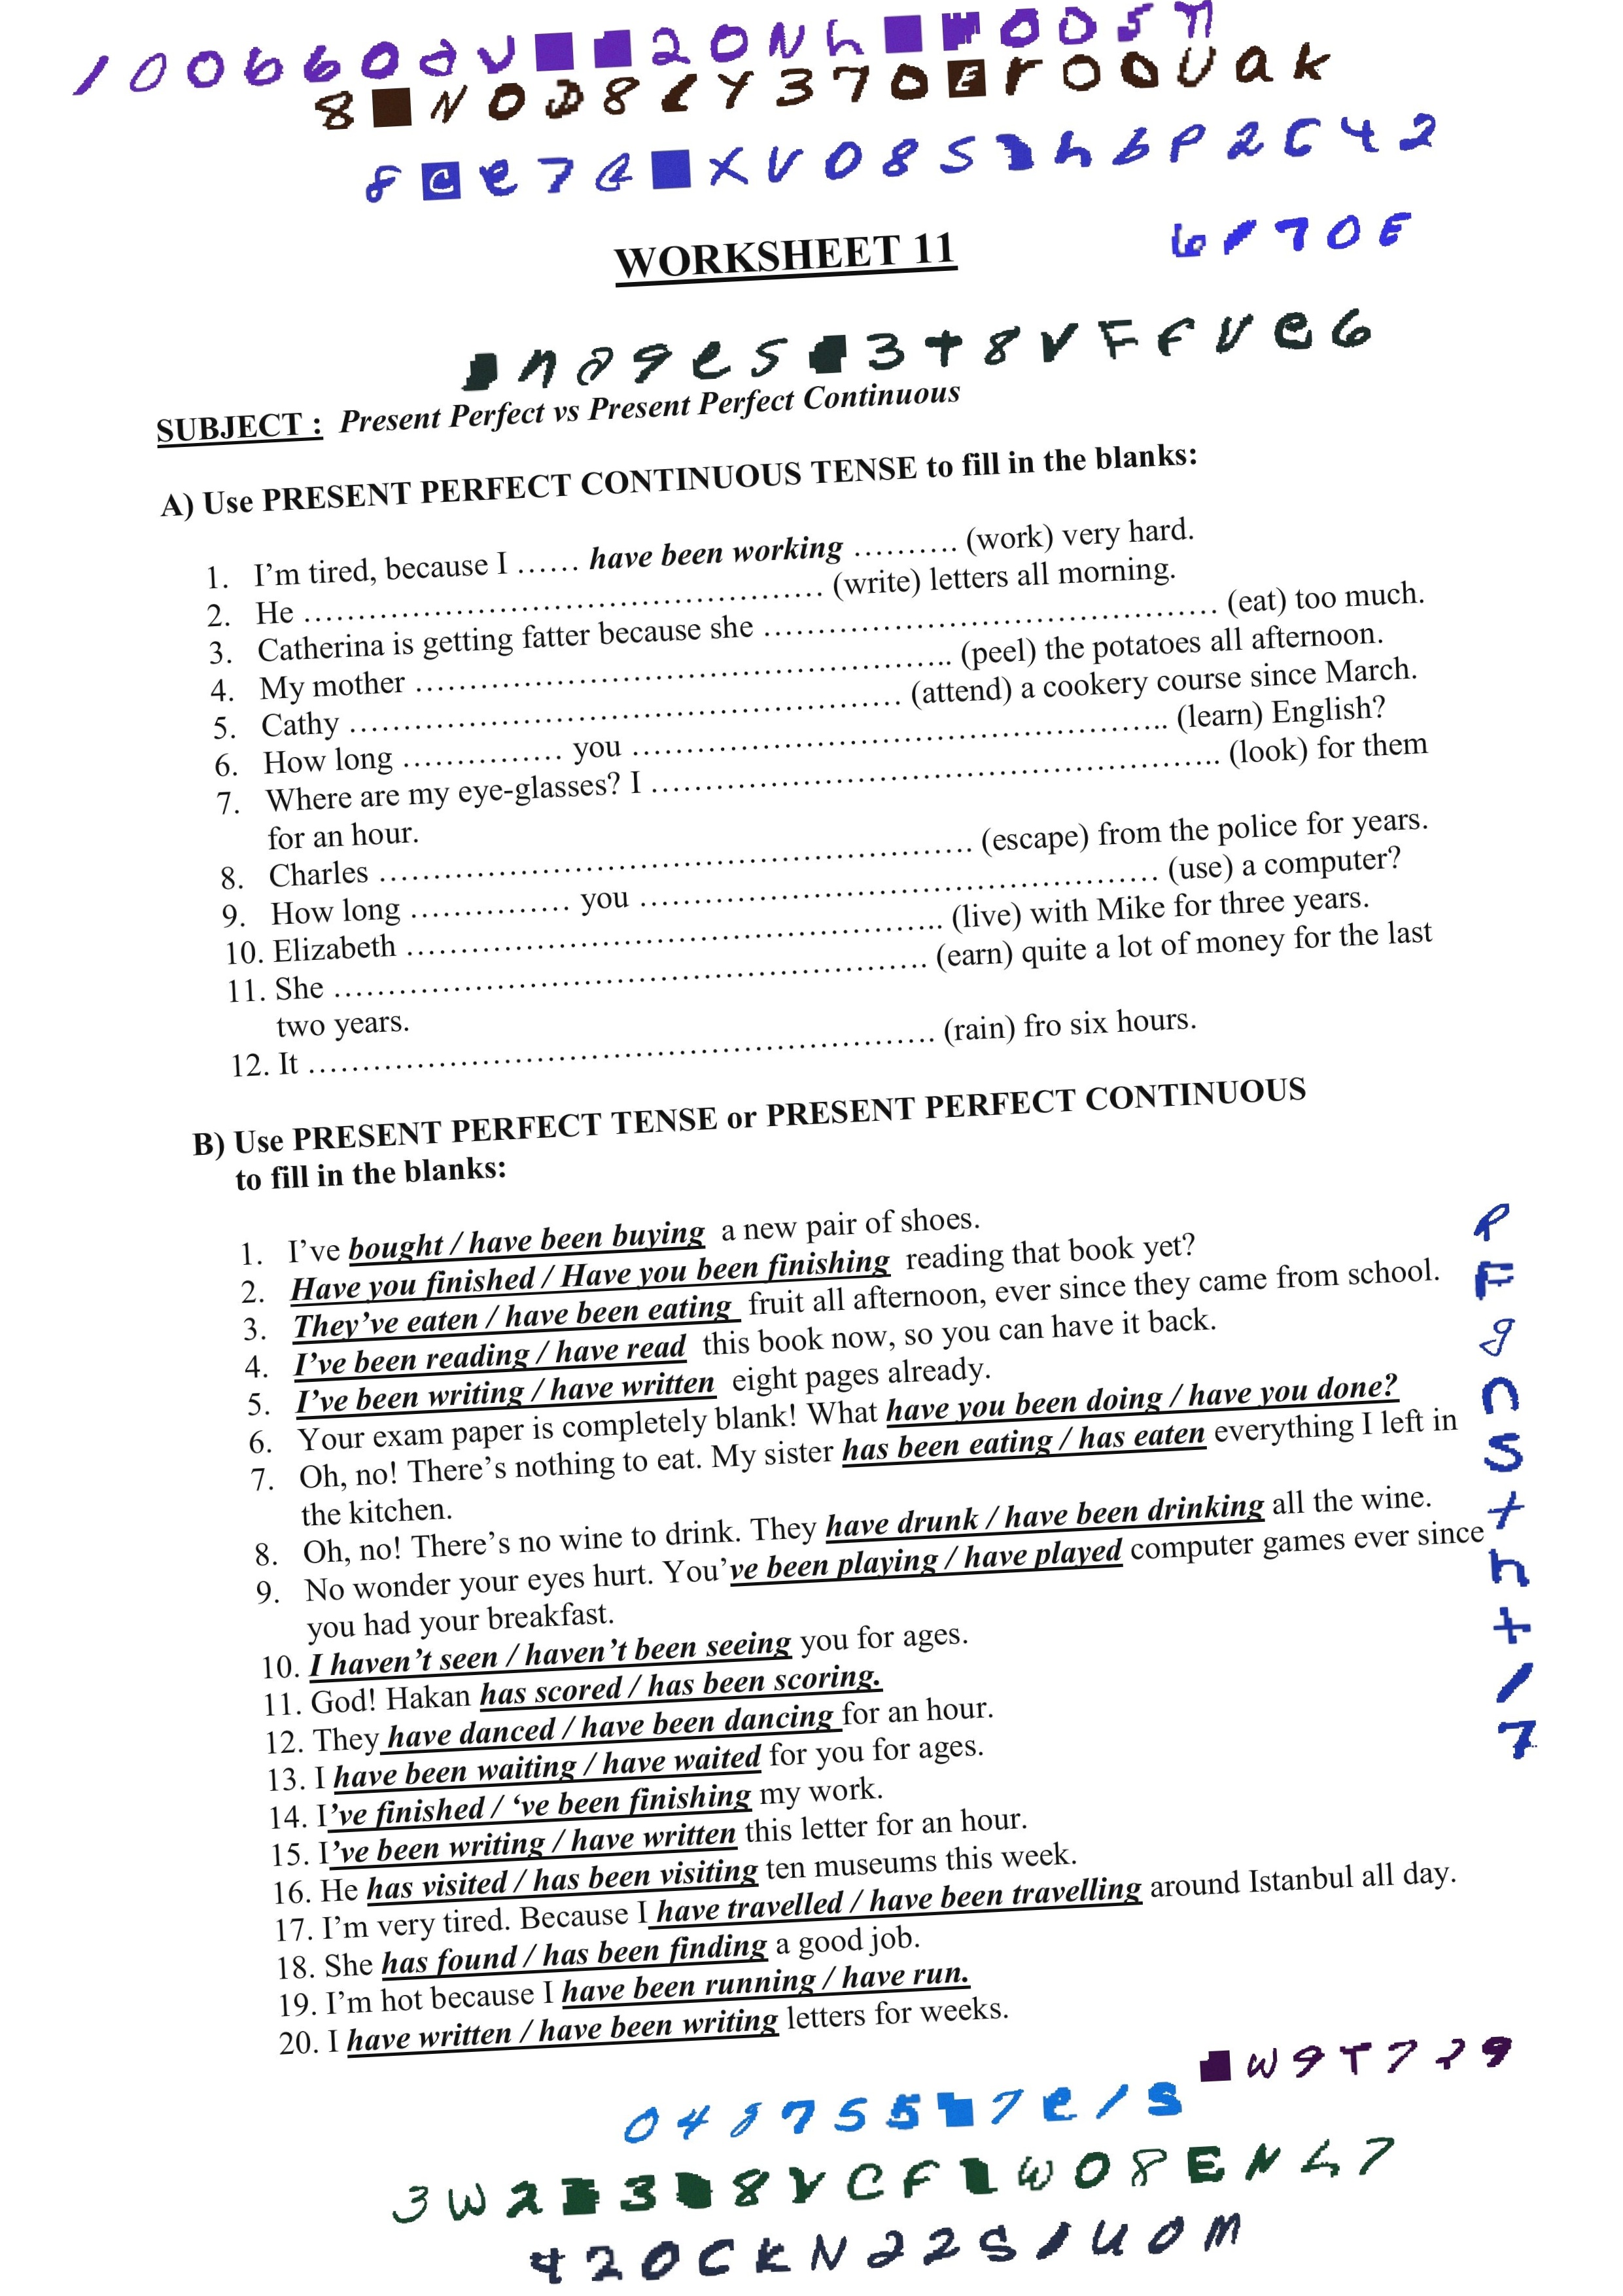 WORKSHEET 11
6170E
SUBJECT : Present Perfect vs Present Perfect Continuous
A) Use PRESENT PERFECT CONTINUOUS TENSE to fill in the blanks:
1. I’m tired, because I …… have been working ………. (work) very hard.
2. He ………………………………………… (write) letters all morning.
3. Catherina is getting fatter because she …………………………………… (eat) too much.
4. My mother ………………………………………….. (peel) the potatoes all afternoon.
5. Cathy …………………………………………… (attend) a cookery course since March.
6. How long …………… you ………………………………………….. (learn) English?
7. Where are my eye-glasses? I …………………………………………….. (look) for them
for an hour.
8. Charles ………………………………………………. (escape) from the police for years.
9. How long …………… you ………………………………………… (use) a computer?
10. Elizabeth ………………………………………….. (live) with Mike for three years.
11. She ………………………………………………. (earn) quite a lot of money for the last
two years.
12. It …………………………………………………. (rain) fro six hours.
B) Use PRESENT PERFECT TENSE or PRESENT PERFECT CONTINUOUS
to fill in the blanks:
1. I’ve bought / have been buying a new pair of shoes.
2. Have you finished / Have you been finishing reading that book yet?
3. They’ve eaten / have been eating fruit all afternoon, ever since they came from school.
4. I’ve been reading / have read this book now, so you can have it back.
5. I’ve been writing / have written eight pages already.
6. Your exam paper is completely blank! What have you been doing / have you done?
7. Oh, no! There’s nothing to eat. My sister has been eating / has eaten everything I left in
the kitchen.
8. Oh, no! There’s no wine to drink. They have drunk / have been drinking all the wine.
9. No wonder your eyes hurt. You’ve been playing / have played computer games ever since
you had your breakfast.
10. I haven’t seen / haven’t been seeing you for ages.
11. God! Hakan has scored / has been scoring.
12. They have danced / have been dancing for an hour.
13. I have been waiting / have waited for you for ages.
14. I’ve finished / ‘ve been finishing my work.
15. I’ve been writing / have written this letter for an hour.
16. He has visited / has been visiting ten museums this week.
17. I’m very tired. Because I have travelled / have been travelling around Istanbul all day.
18. She has found / has been finding a good job.
19. I’m hot because I have been running / have run.
20. I have written / have been writing letters for weeks.